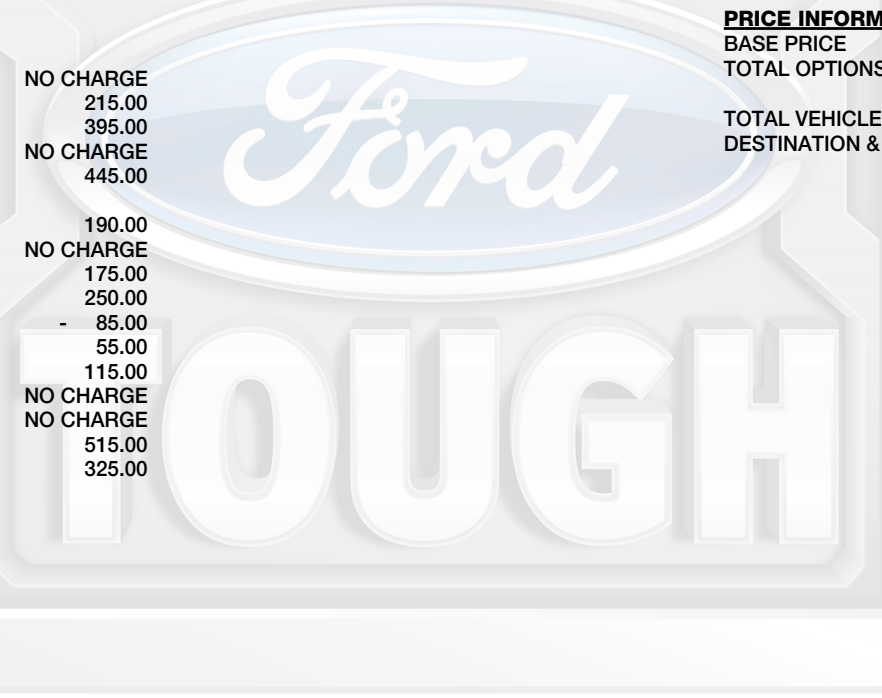 PRICE INFORM
BASE PRICE
TOTAL OPTIONS
TOTAL VEHICLE
DESTINATION &
NO CHARGE
215.00
395.00
NO CHARGE
445.00
190.00
NO CHARGE
175.00
250.00
- 85.00
55.00
115.00
NO CHARGE
NO CHARGE
515.00
325.00
Ford
TOUGH